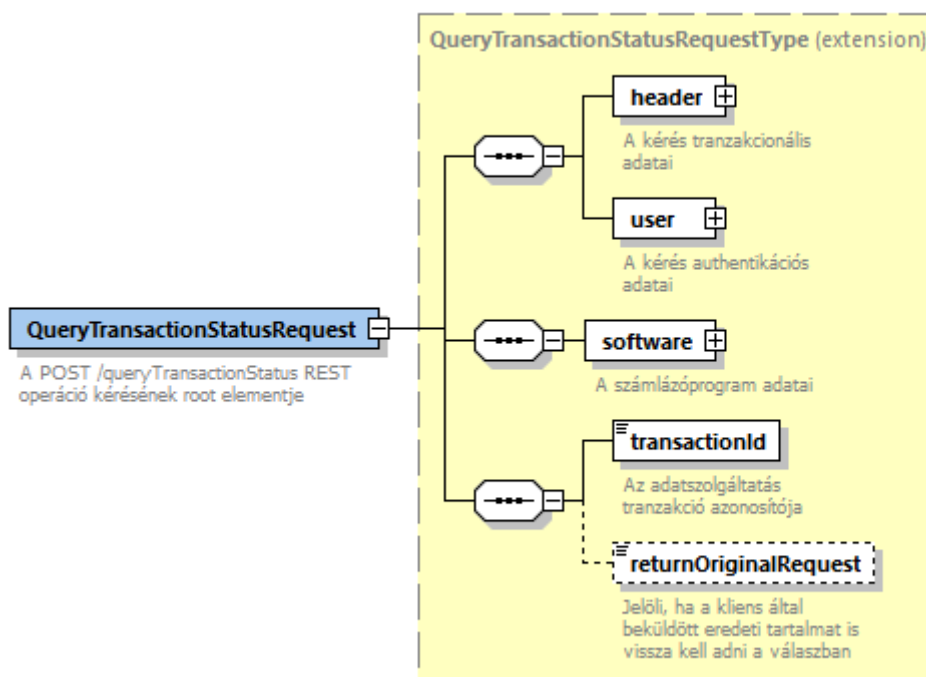 QueryTransactionStatusRequestType (extension)
header
A kérés tranzakcionális
adatai
user
A kérés authentikációs
adatai
QueryTransactionStatusRequest
A POST /queryTransactionStatus REST
operáció kérésének root elementje
software
A számlázóprogram adatai
transactionId
Az adatszolgáltatás
tranzakció azonosítója
returnOriginalRequest
Jelöli, ha a kliens által
beküldött eredeti tartalmat is
vissza kell adni a válaszban